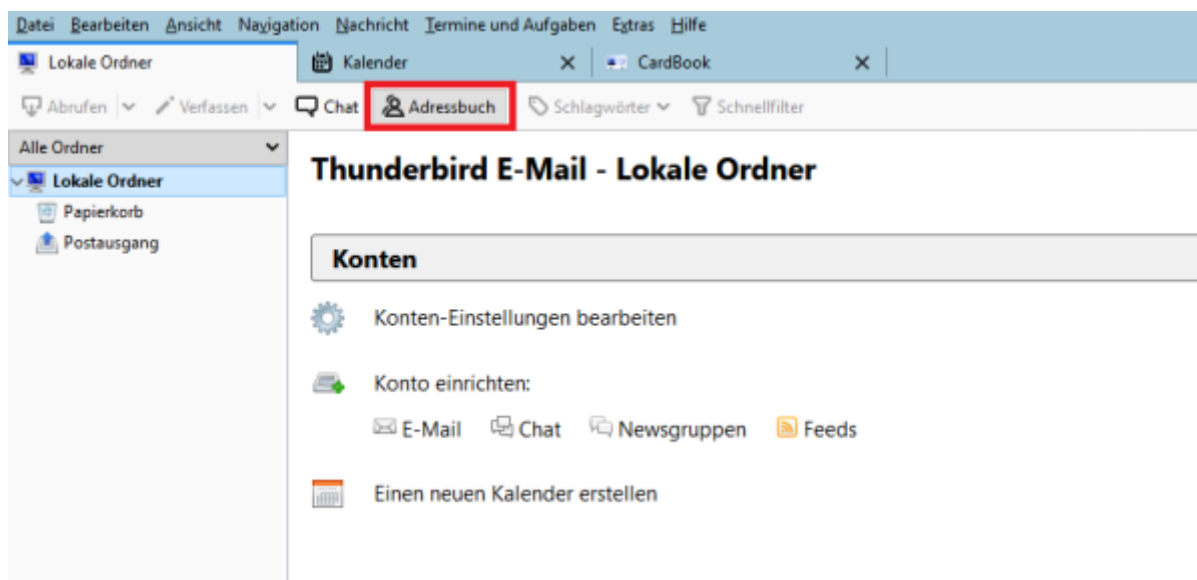 Datei Bearbeiten Ansicht Navigation Nachricht Termine und Aufgaben Extras Hilfe
Lokale Ordner Kalender CardBook
Abrufen Verfassen Chat Adressbuch Schlagwörter Schnellfilter
Alle Ordner
Lokale Ordner
Papierkorb
Postausgang
Thunderbird E-Mail - Lokale Ordner
Konten
Konten-Einstellungen bearbeiten
Konto einrichten:
E-Mail Chat Newsgruppen Feeds
Einen neuen Kalender erstellen